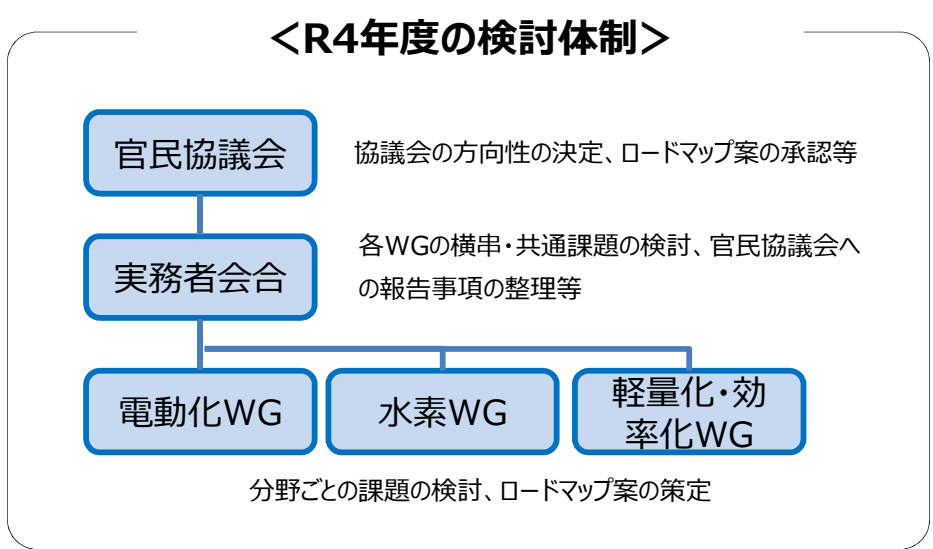 ＜R4年度の検討体制＞
官民協議会
協議会の方向性の決定、ロードマップ案の承認等
実務者会合
各WGの横串・共通課題の検討、官民協議会へ
の報告事項の整理等
電動化WG
水素WG
軽量化・効
率化WG
分野ごとの課題の検討、ロードマップ案の策定